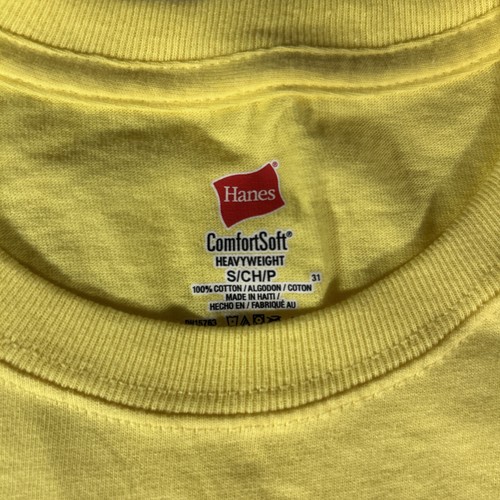 Hanes®
ComfortSoft®
HEAVYWEIGHT
S/CH/P
31
100% COTTON / ALGODON / COTON
MADE IN HAITI /
HECHO EN / FABRIQUÉ AU